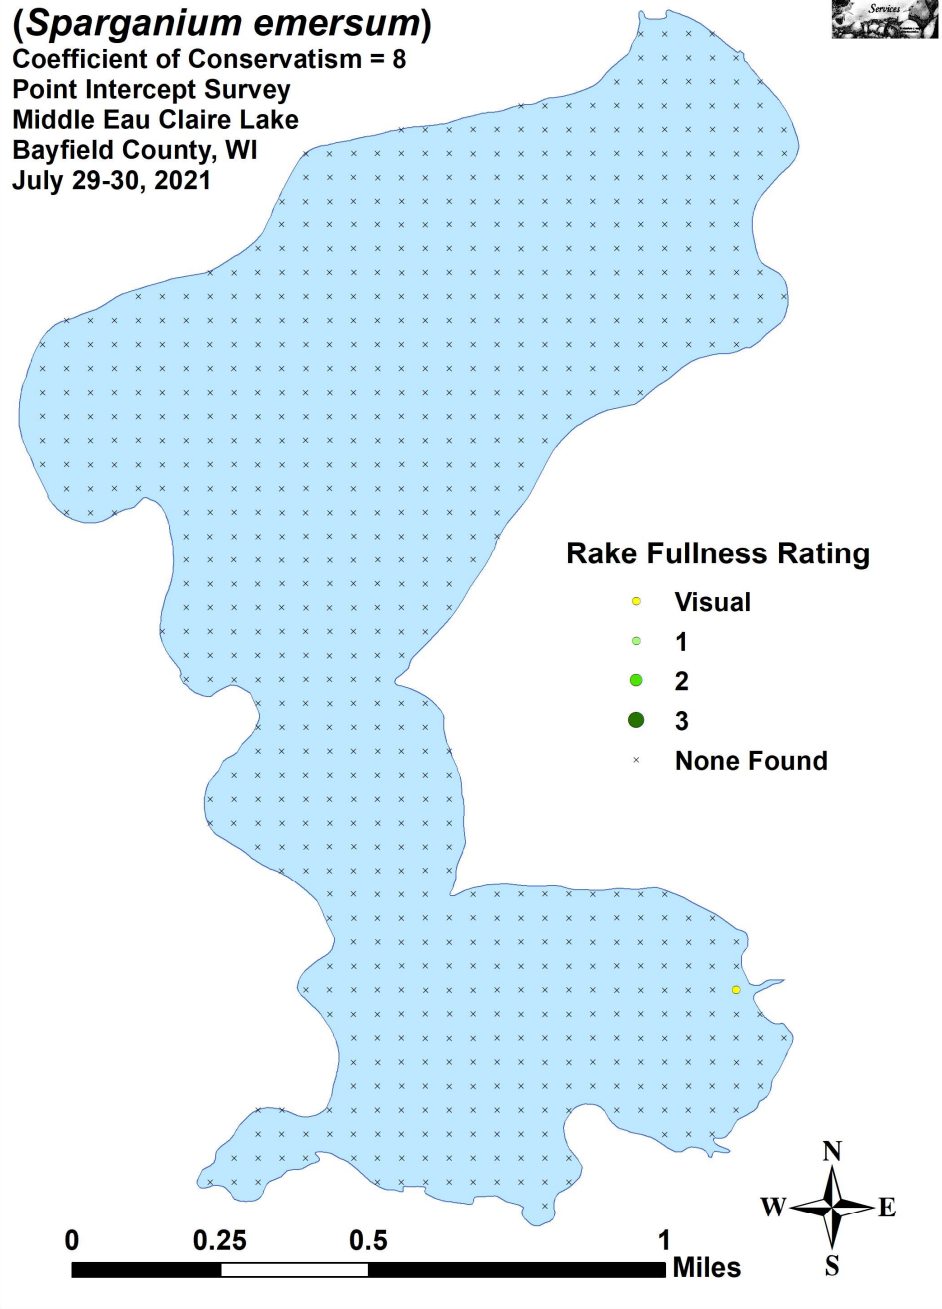 (Sparganium emersum)
Coefficient of Conservatism = 8
Point Intercept Survey
Middle Eau Claire Lake
Bayfield County, WI
July 29-30, 2021
Services
Rake Fullness Rating
Visual
1
2
3
None Found
N
W E
S
0 0.25 0.5 1
Miles